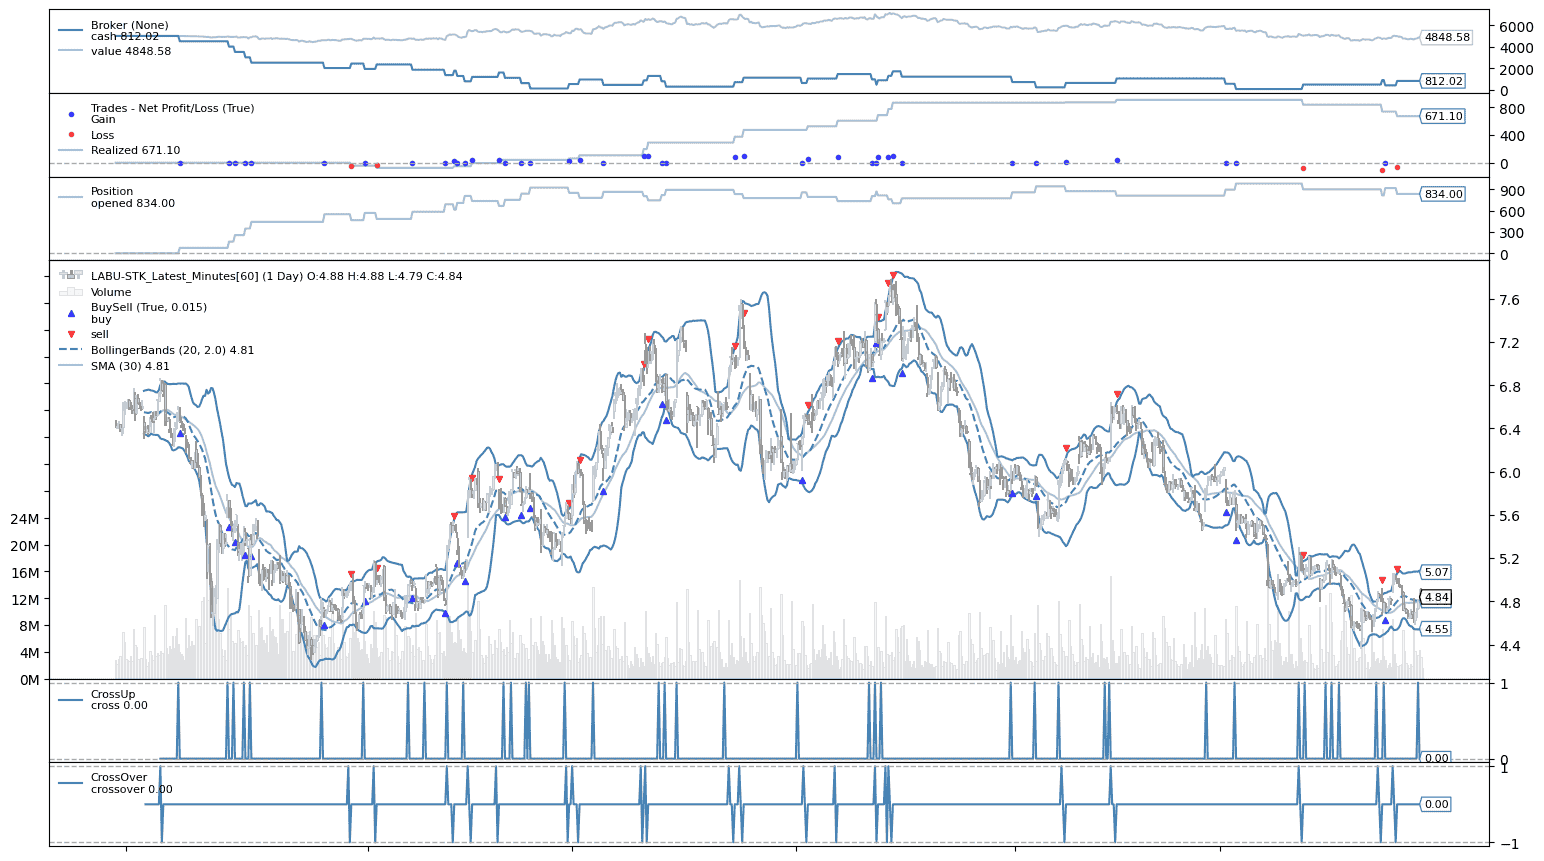 Broker (None)
cash 812.02
value 4848.58
6000
4000
2000
0
4848.58
812.02
Trades - Net Profit/Loss (True)
Gain
Loss
Realized 671.10
800
400
0
671.10
Position
opened 834.00
900
600
300
0
834.00
LABU-STK_Latest_Minutes[60] (1 Day) O:4.88 H:4.88 L:4.79 C:4.84
Volume
BuySell (True, 0.015)
buy
sell
BollingerBands (20, 2.0) 4.81
SMA (30) 4.81
24M
20M
16M
12M
8M
4M
0M
7.6
7.2
6.8
6.4
6.0
5.6
5.2
4.8
4.4
5.07
4.84
4.55
CrossUp
cross 0.00
1
0
0.00
CrossOver
crossover 0.00
1
−1
0.00